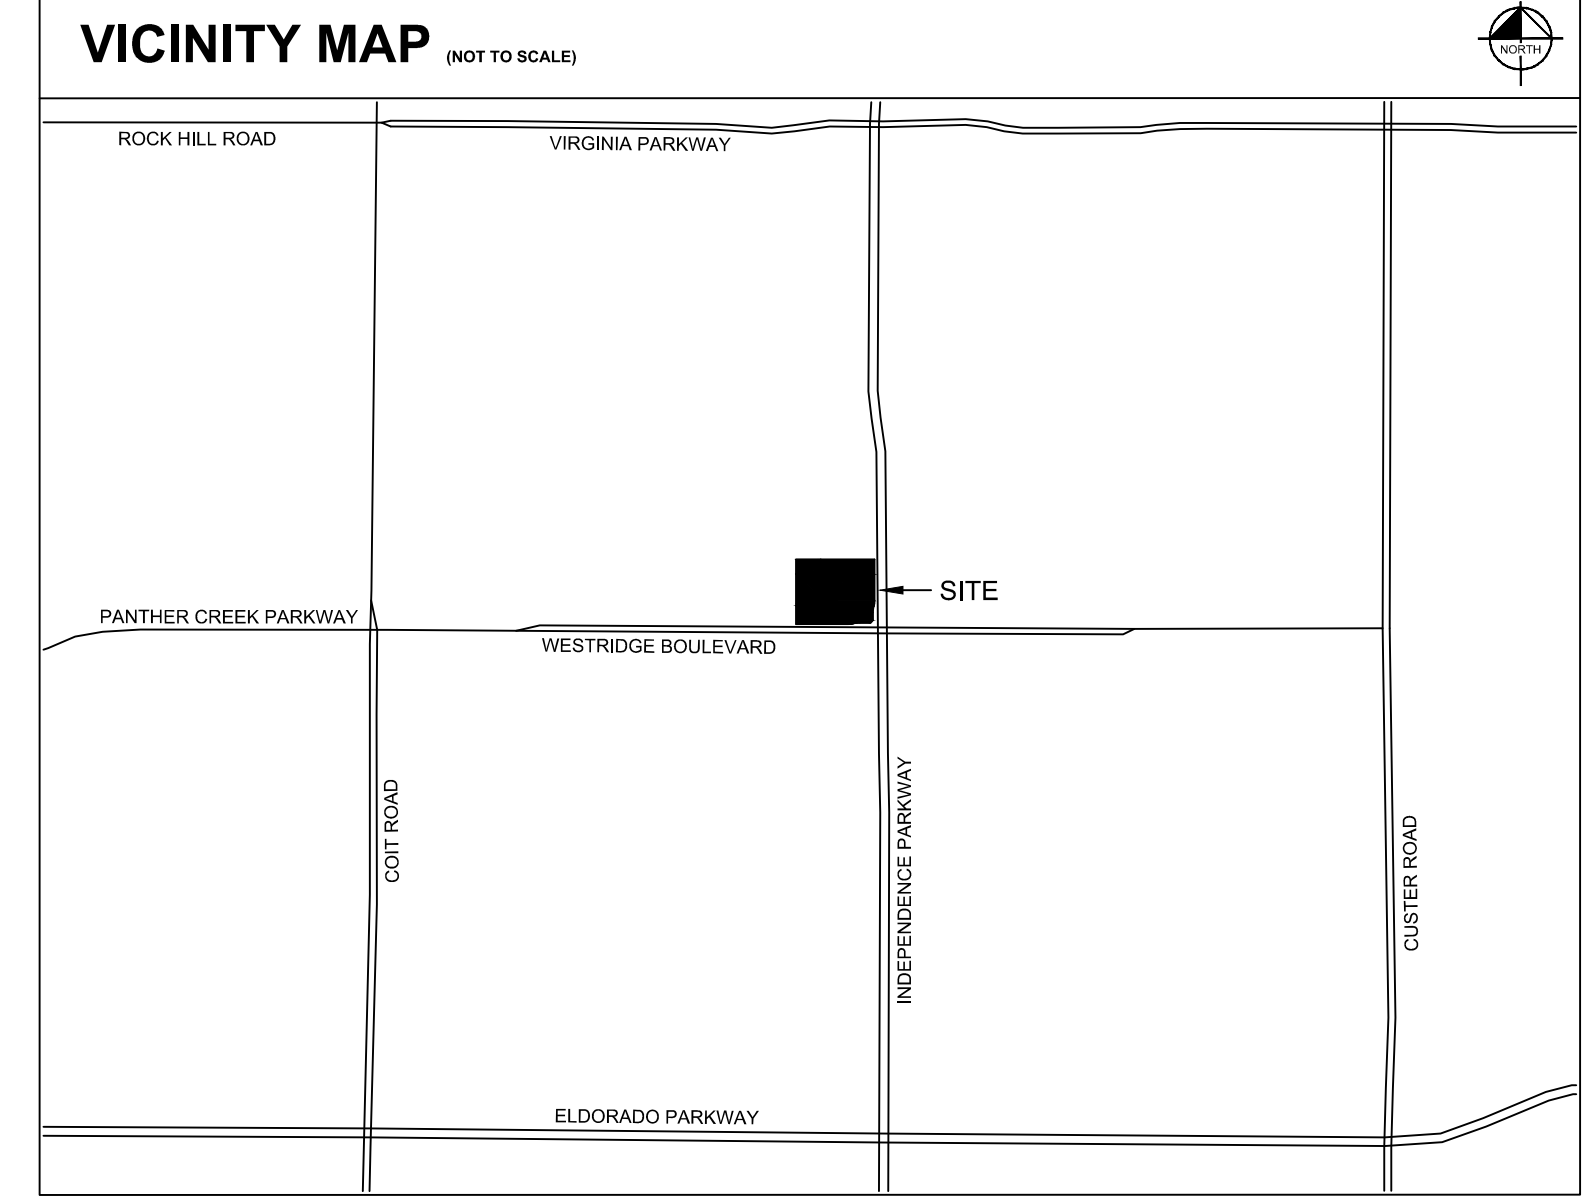 VICINITY MAP (NOT TO SCALE)
NORTH
ROCK HILL ROAD
VIRGINIA PARKWAY
SITE
PANTHER CREEK PARKWAY
WESTRIDGE BOULEVARD
COIT ROAD
INDEPENDENCE PARKWAY
CUSTER ROAD
ELDORADO PARKWAY